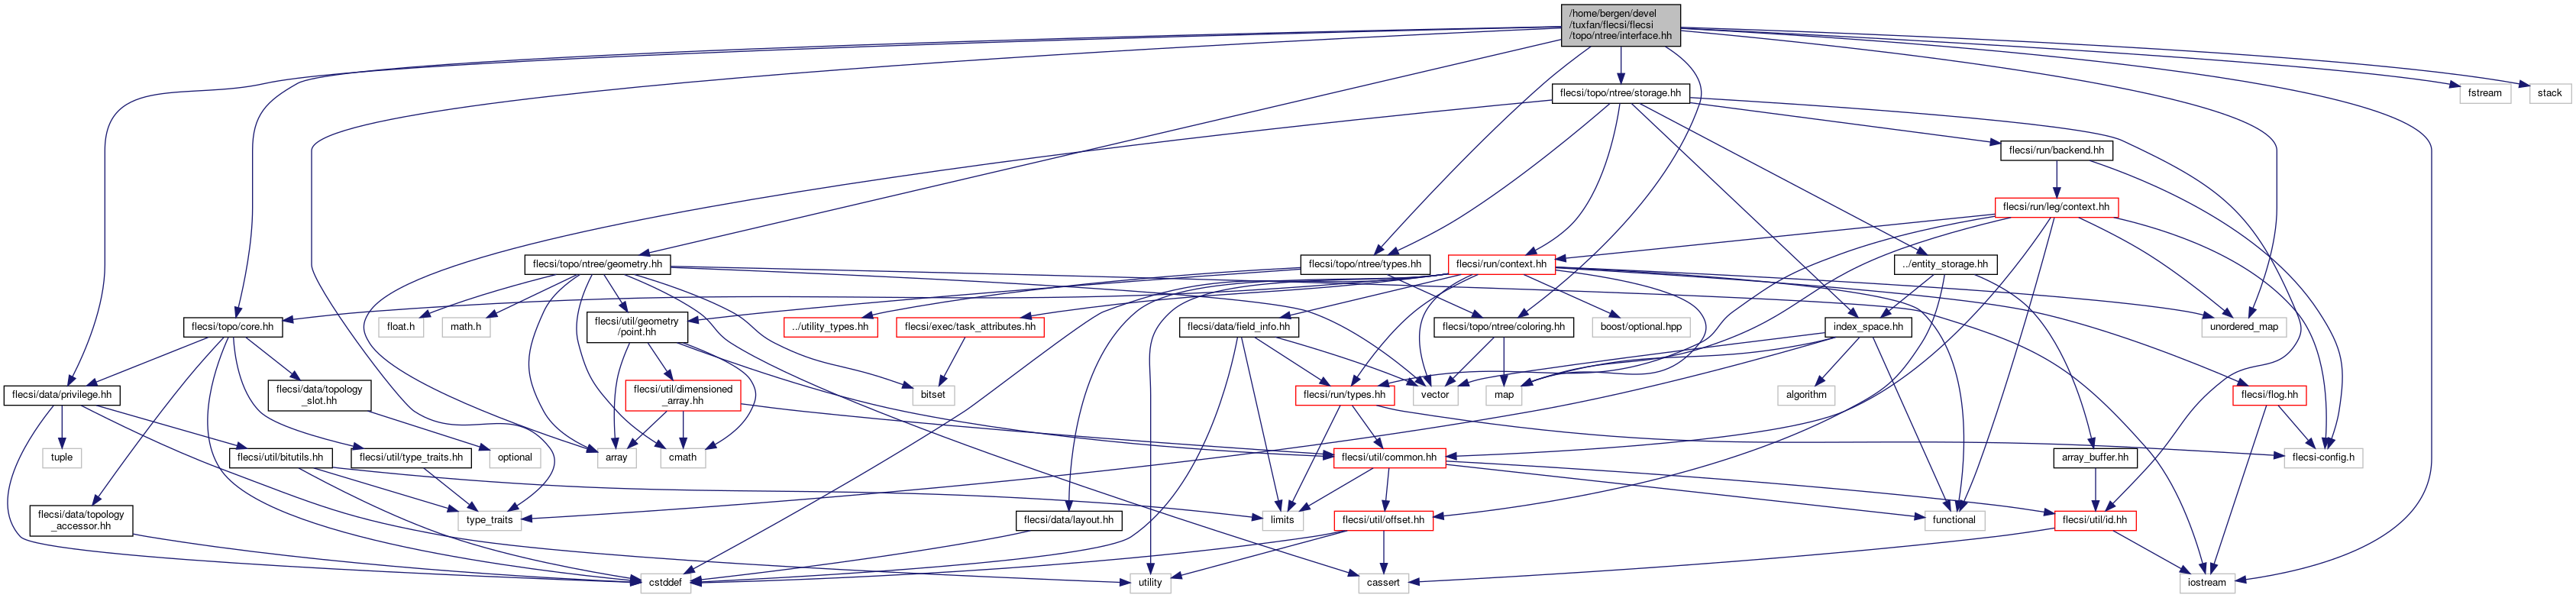 /home/bergen/devel
/tuxfan/flecsi/flecsi
/topo/ntree/interface.hh
flecsi/topo/ntree/storage.hh
fstream
stack
flecsi/run/backend.hh
flecsi/run/leg/context.hh
flecsi/topo/ntree/geometry.hh
flecsi/topo/ntree/types.hh
flecsi/run/context.hh
../entity_storage.hh
flecsi/topo/core.hh
float.h
math.h
flecsi/util/geometry
/point.hh
../utility_types.hh
flecsi/exec/task_attributes.hh
flecsi/data/field_info.hh
flecsi/topo/ntree/coloring.hh
boost/optional.hpp
index_space.hh
unordered_map
flecsi/data/privilege.hh
flecsi/data/topology
_slot.hh
flecsi/util/dimensioned
_array.hh
bitset
flecsi/run/types.hh
vector
map
algorithm
flecsi/flog.hh
tuple
flecsi/util/bitutils.hh
flecsi/util/type_traits.hh
optional
array
cmath
flecsi/util/common.hh
array_buffer.hh
flecsi-config.h
flecsi/data/topology
_accessor.hh
type_traits
flecsi/data/layout.hh
limits
flecsi/util/offset.hh
functional
flecsi/util/id.hh
cstddef
utility
cassert
iostream